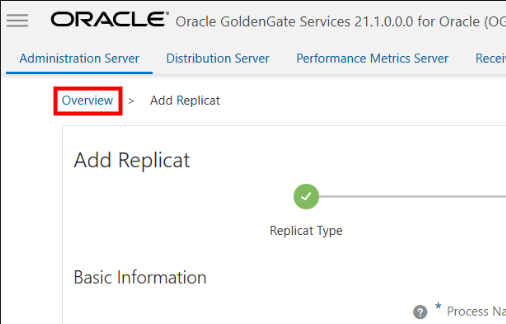 ORACLE Oracle GoldenGate Services 21.1.0.0.0 for Oracle (OG
Administration Server Distribution Server Performance Metrics Server Recei
Overview > Add Replicat
Add Replicat
Replicat Type
Basic Information
? * Process Na